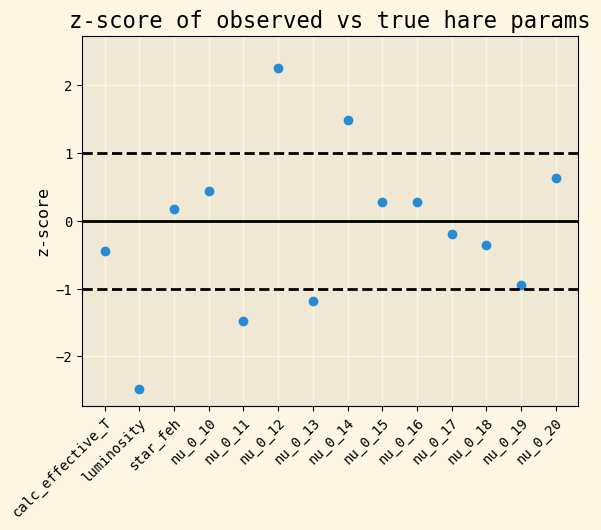 z-score of observed vs true hare params
z-score
2
1
0
−1
−2
calc_effective_T
luminosity
star_feh
nu_0_10
nu_0_11
nu_0_12
nu_0_13
nu_0_14
nu_0_15
nu_0_16
nu_0_17
nu_0_18
nu_0_19
nu_0_20